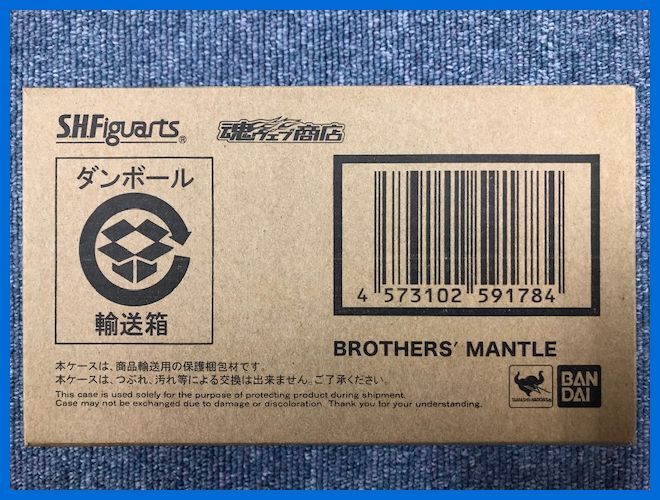 S.H.Figuarts®
魂ウェブ商店
ダンボール
輸送箱
4 573102 591784
BROTHERS' MANTLE
本ケースは、商品輸送用の保護梱包材です。
本ケースは、つぶれ、汚れ等による交換は出来ません。ご了承ください。
This case is used solely for the purpose of protecting product during shipment.
Case may not be exchanged due to damage or discoloration. Thank you for your understanding.
TAMASHII NATIONS
BAN
DAI